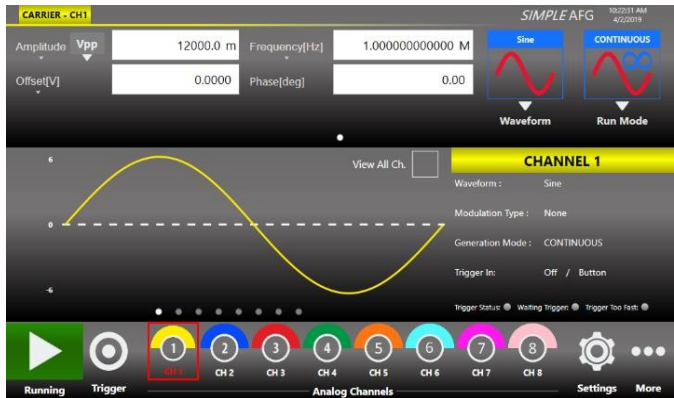 CARRIER - CH1
SIMPLE AFG
10:22:31 AM
4/2/2019
Amplitude Vpp 12000.0 m Frequency[Hz] 1.000000000000 M
Offset[V] 0.0000 Phase[deg] 0.00
Sine
CONTINUOUS
Waveform
Run Mode
6
0
-6
View All Ch.
CHANNEL 1
Waveform : Sine
Modulation Type : None
Generation Mode : CONTINUOUS
Trigger In: Off / Button
Trigger Status: Waiting Trigger: Trigger Too Fast:
1 2 3 4 5 6 7 8
CH 1 CH 2 CH 3 CH 4 CH 5 CH 6 CH 7 CH 8
Running Trigger Analog Channels Settings More